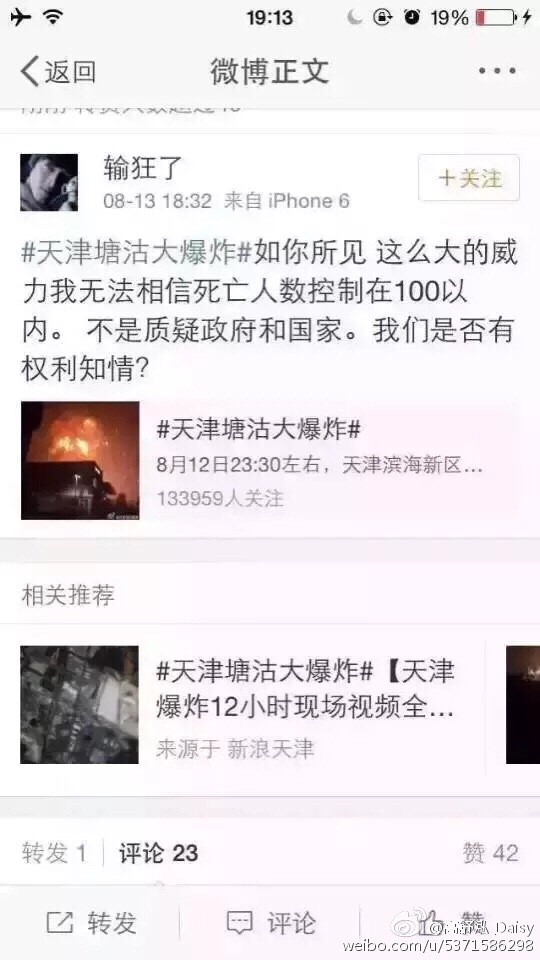 19:13
19%
返回
微博正文
输狂了
08-13 18:32 来自 iPhone 6
+关注
#天津塘沽大爆炸#如你所见 这么大的威
力我无法相信死亡人数控制在100以
内。 不是质疑政府和国家。我们是否有
权利知情?
#天津塘沽大爆炸#
8月12日23:30左右，天津滨海新区...
133959人关注
相关推荐
#天津塘沽大爆炸#【天津
爆炸12小时现场视频全...
来源于 新浪天津
转发 1
评论 23
赞 42
转发
评论
赞
_Daisy
weibo.com/u/5371586298